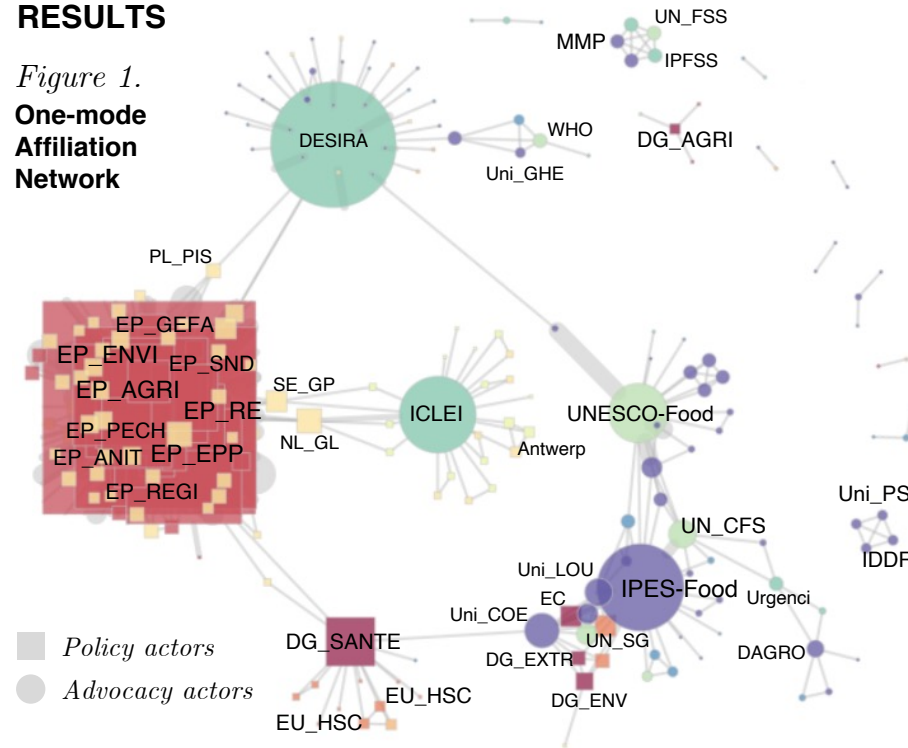 RESULTS
Figure 1.
One-mode
Affiliation
Network
UN_FSS
MMP
IPFSS
DESIRA
WHO
DG_AGRI
Uni_GHE
PL_PIS
EP_GEFA
EP_ENVI
EP_SND
EP_AGRI
SE_GP
EP_RE
ICLEI
UNESCO-Food
EP_PECH
NL_GL
EP_ANIT
EP_EPP
Antwerp
EP_REGI
Uni_PS
UN_CFS
IDDF
Uni_LOU
IPES-Food
EC
Urgenci
Uni_COE
DG_SANTE
UN_SG
Policy actors
DG_EXTR
DAGRO
Advocacy actors
EU_HSC
DG_ENV
EU_HSC